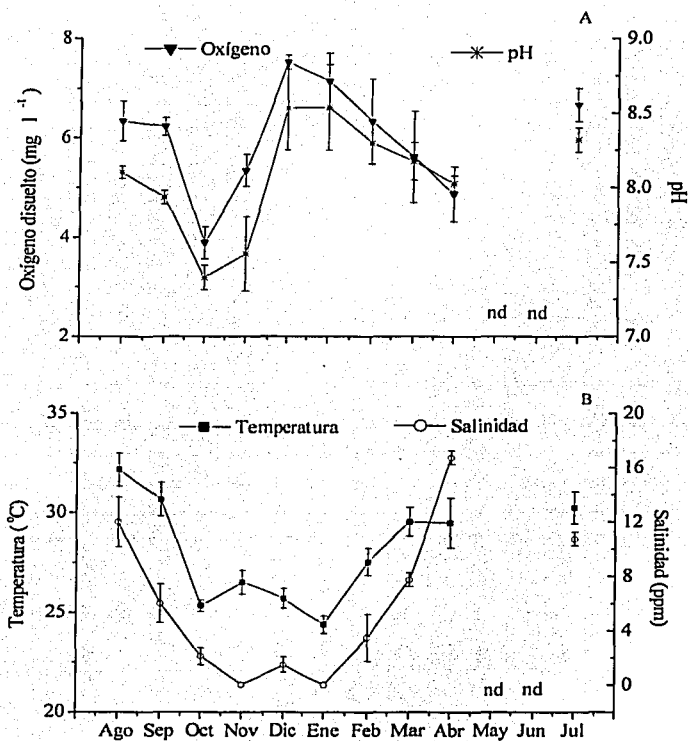 A
8
Oxígeno
pH
9.0
8.5
6
8.0
4
7.5
nd nd
2
7.0
Oxígeno disuelto (mg l⁻¹)
pH
B
35
Temperatura
Salinidad
20
16
30
12
8
25
4
nd nd
0
20
Temperatura (°C)
Salinidad (ppm)
Ago Sep Oct Nov Dic Ene Feb Mar Abr May Jun Jul